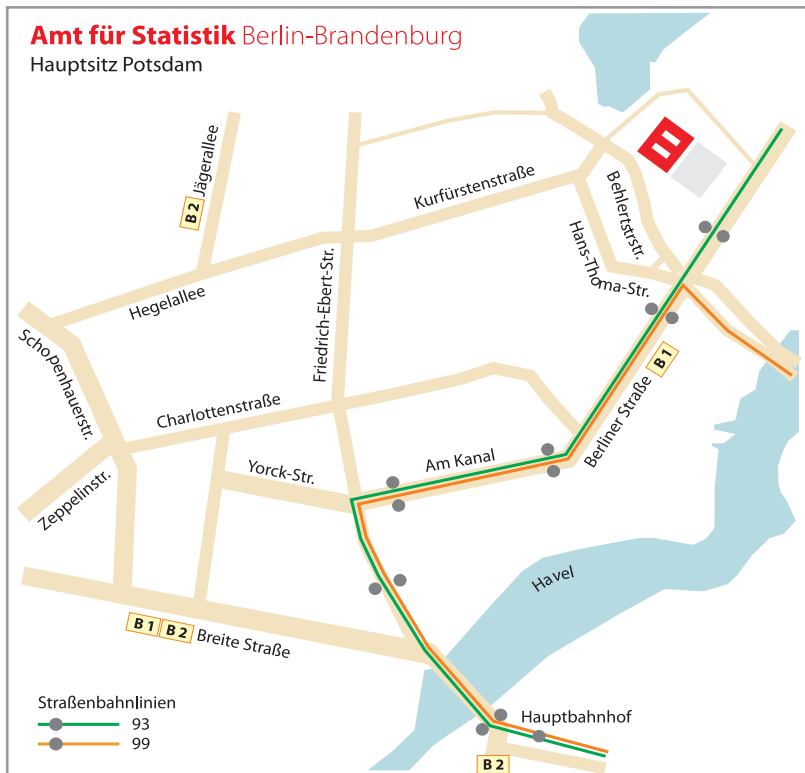 Amt für Statistik Berlin-Brandenburg
Hauptsitz Potsdam
B 2 Jägerallee
Kurfürstenstraße
Behlertstrstr.
Hans-Thoma-Str.
Hegelallee
Friedrich-Ebert-Str.
Schopenhauerstr.
Charlottenstraße
Berliner Straße B 1
Am Kanal
Yorck-Str.
Zeppelinstr.
Havel
B 1 B 2 Breite Straße
Straßenbahnlinien
93
99
Hauptbahnhof
B 2